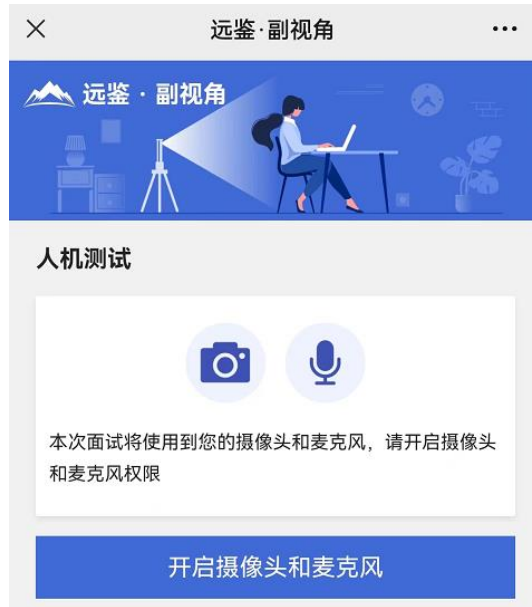 远鉴·副视角
远鉴 · 副视角
人机测试
本次面试将使用到您的摄像头和麦克风，请开启摄像头
和麦克风权限
开启摄像头和麦克风